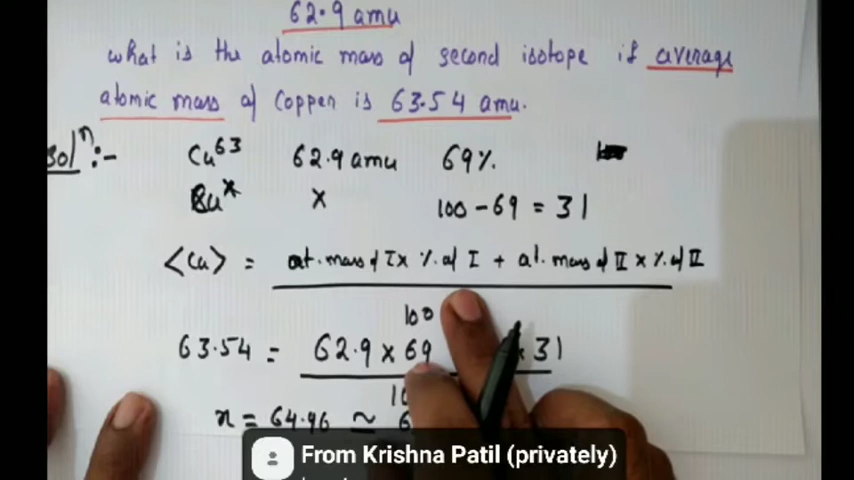 62.9 amu
what is the atomic mass of second isotope if average
atomic mass of Copper is 63.54 amu.
Solⁿ :-
Cu⁶³ 62.9 amu 69%
Cuˣ x 100 - 69 = 31
<Cu> = at. mass of I x % of I + at. mass of II x % of II
100
63.54 = 62.9 x 69 x 31
x = 64.96 ≈
From Krishna Patil (privately)